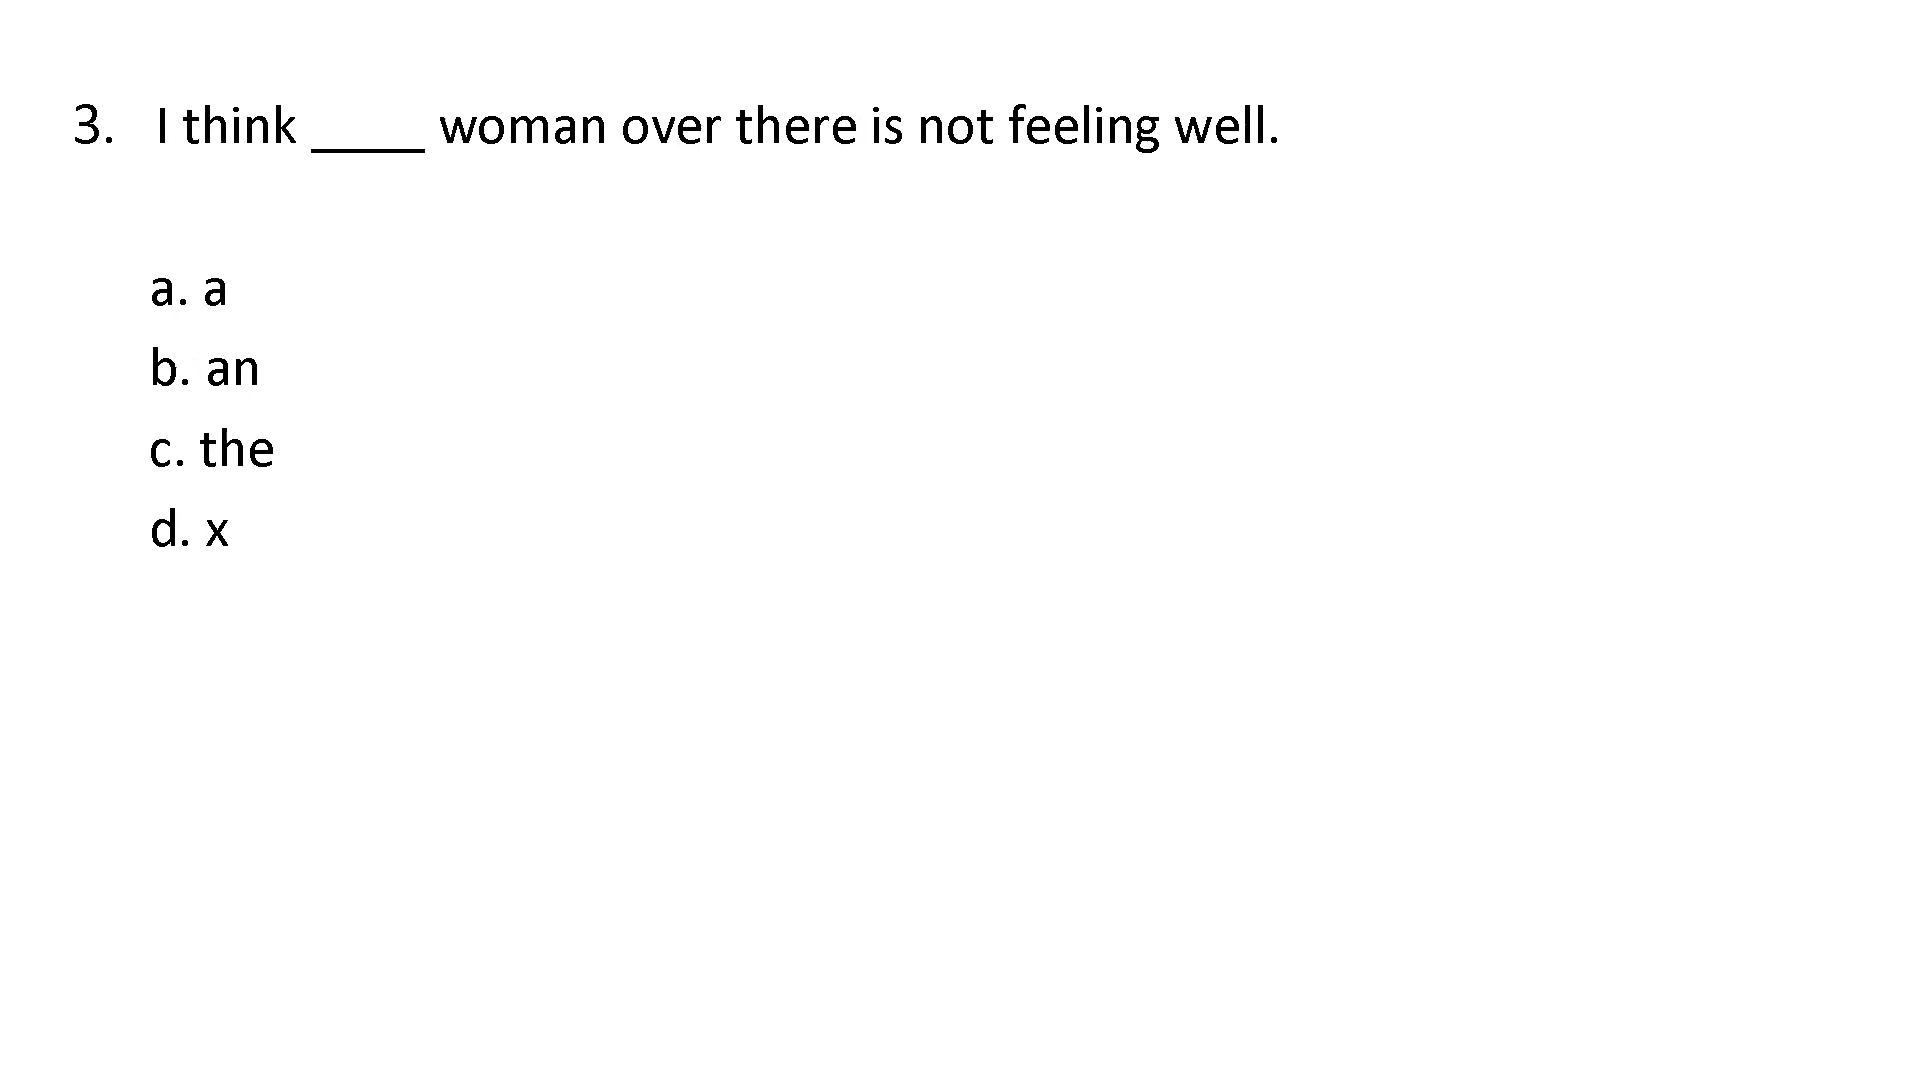 3. I think ____ woman over there is not feeling well.
a. a
b. an
c. the
d. x